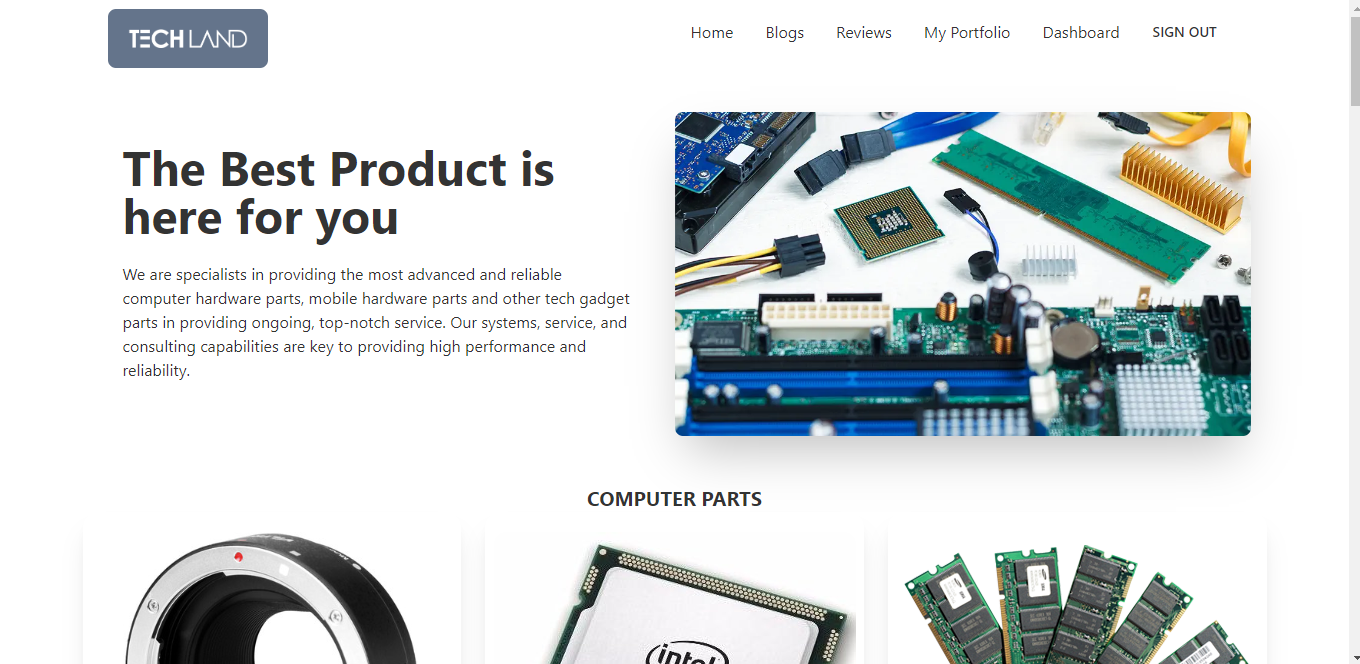 TECH LAND
Home
Blogs
Reviews
My Portfolio
Dashboard
SIGN OUT
The Best Product is
here for you
We are specialists in providing the most advanced and reliable
computer hardware parts, mobile hardware parts and other tech gadget
parts in providing ongoing, top-notch service. Our systems, service, and
consulting capabilities are key to providing high performance and
reliability.
COMPUTER PARTS
intel